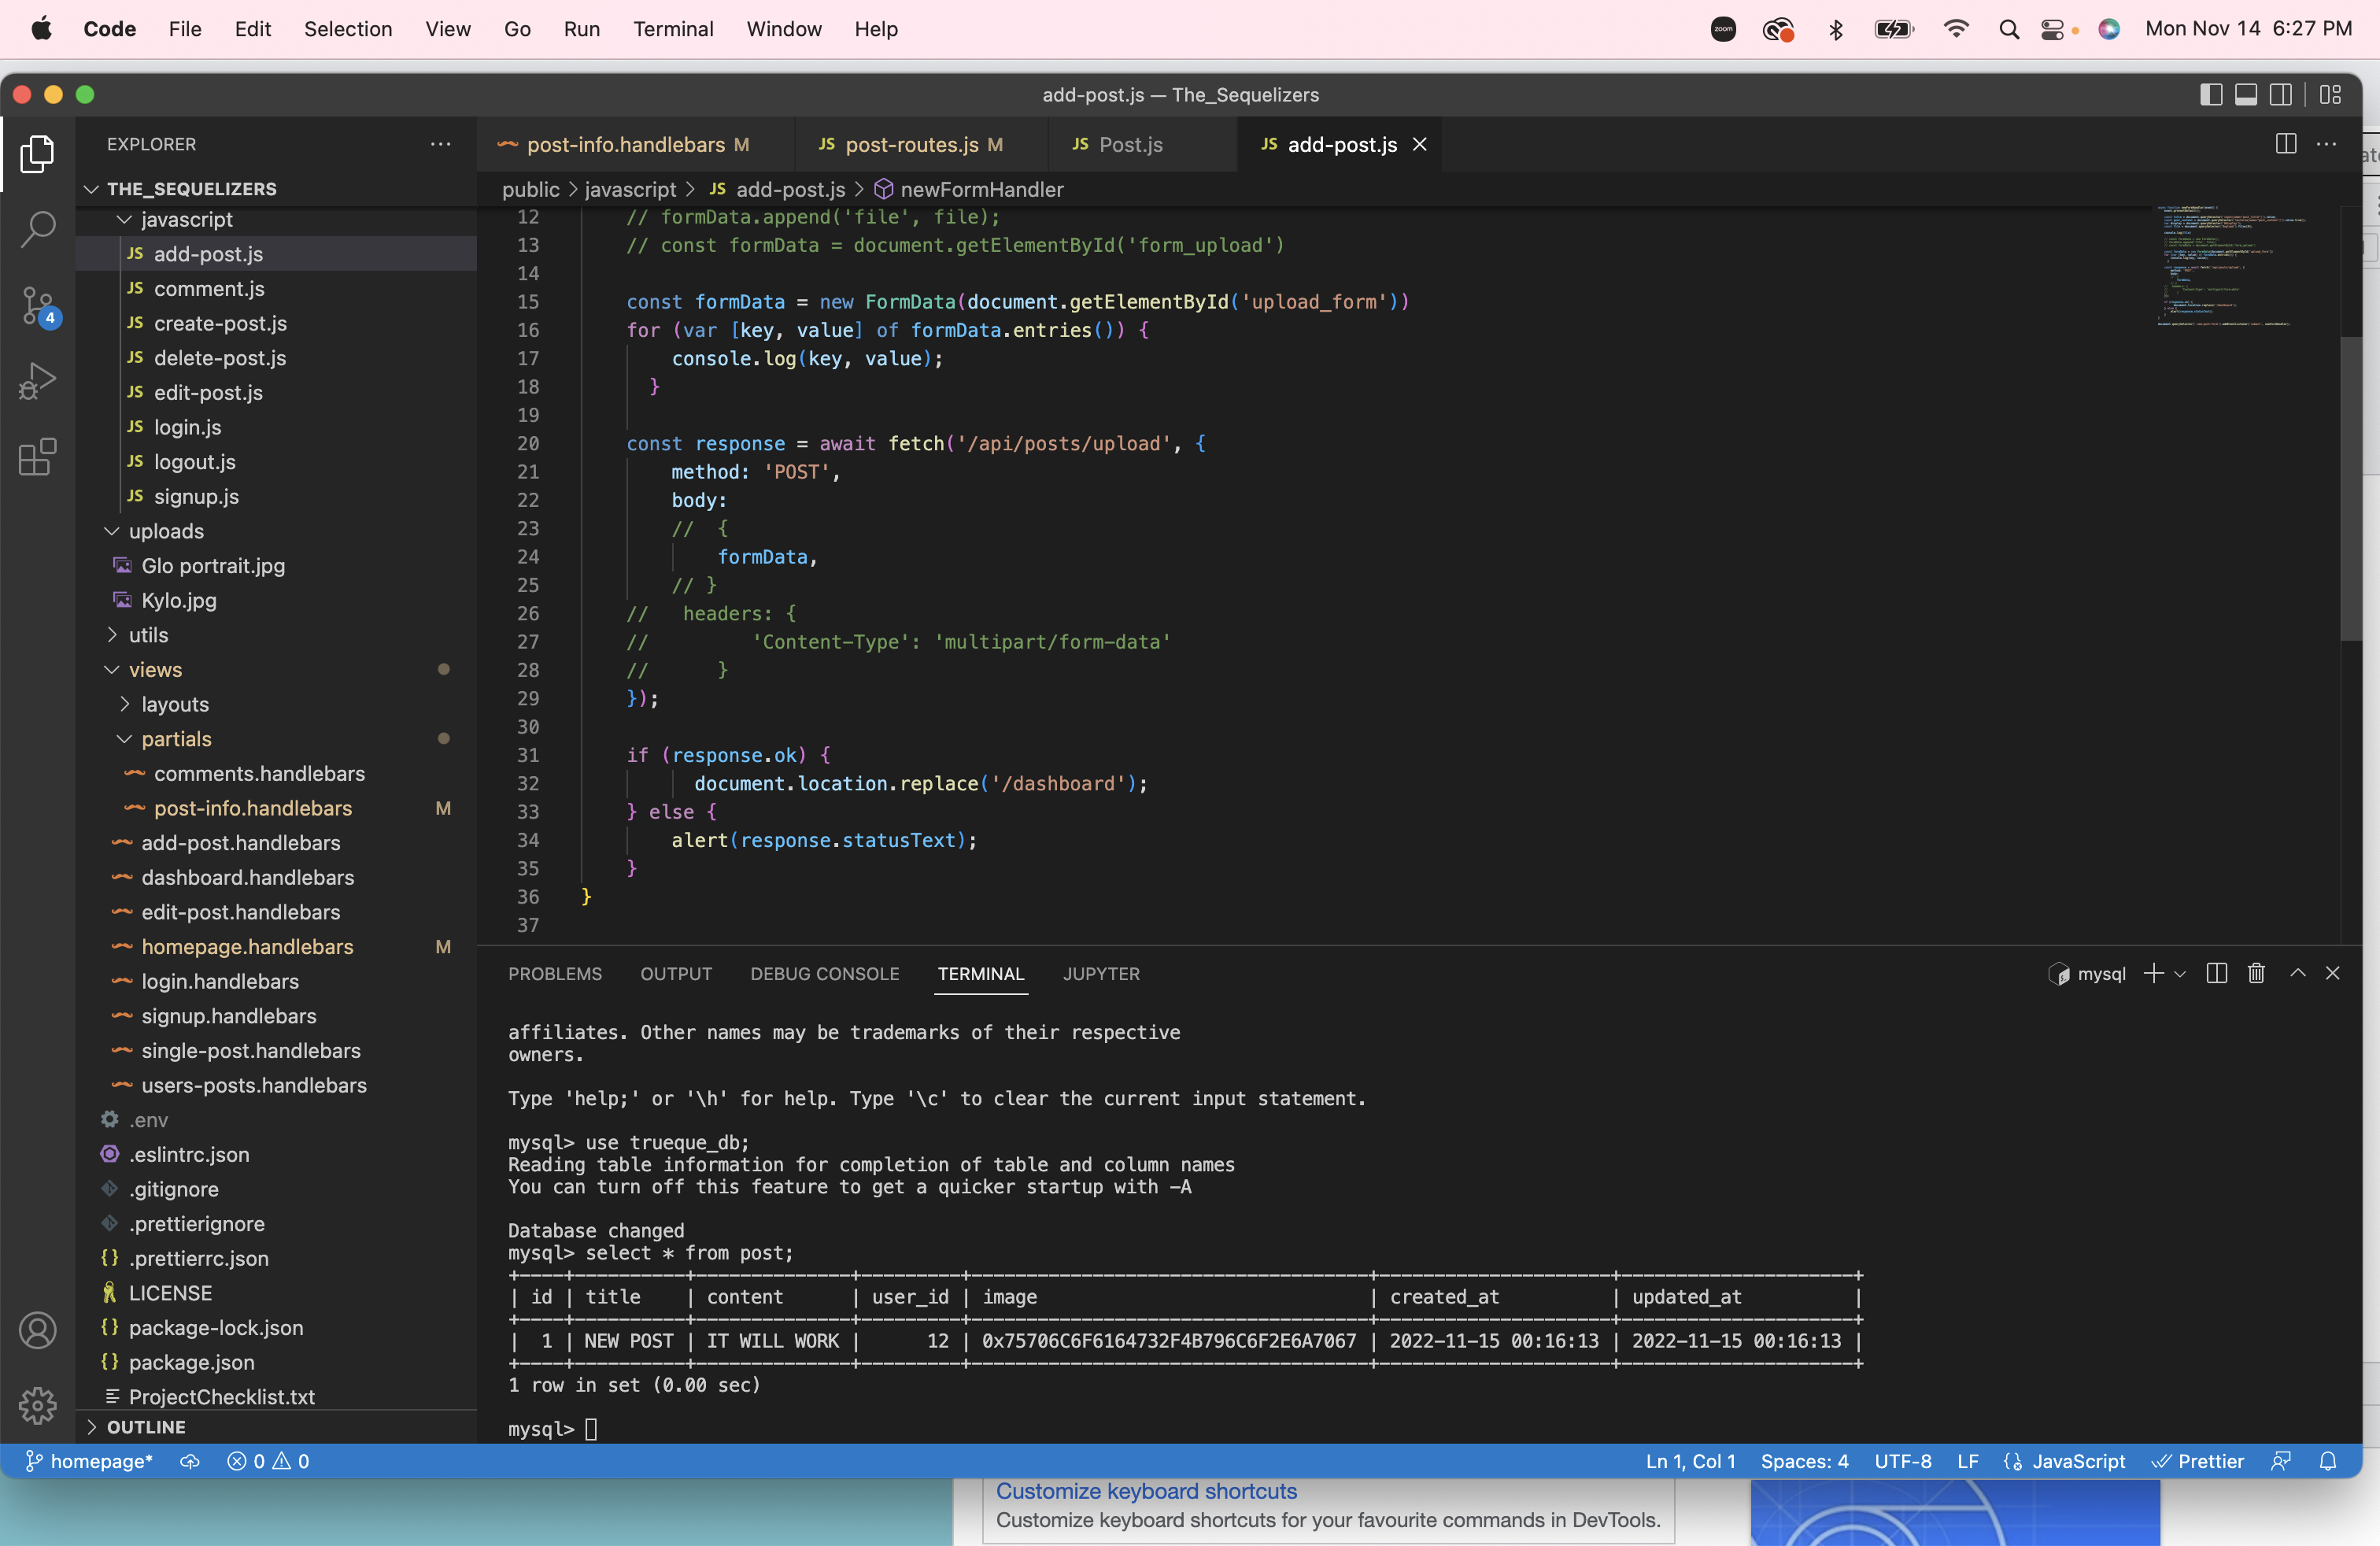 Code File Edit Selection View Go Run Terminal Window Help
zoom
Mon Nov 14 6:27 PM
add-post.js — The_Sequelizers
EXPLORER
THE_SEQUELIZERS
javascript
JS add-post.js
JS comment.js
JS create-post.js
JS delete-post.js
JS edit-post.js
JS login.js
JS logout.js
JS signup.js
uploads
Glo portrait.jpg
Kylo.jpg
utils
views
layouts
partials
comments.handlebars
post-info.handlebars M
add-post.handlebars
dashboard.handlebars
edit-post.handlebars
homepage.handlebars M
login.handlebars
signup.handlebars
single-post.handlebars
users-posts.handlebars
.env
.eslintrc.json
.gitignore
.prettierignore
{} .prettierrc.json
LICENSE
{} package-lock.json
{} package.json
ProjectChecklist.txt
OUTLINE
4
post-info.handlebars M JS post-routes.js M JS Post.js JS add-post.js
public > javascript > JS add-post.js > newFormHandler
12 // formData.append('file', file);
13 // const formData = document.getElementById('form_upload')
14
15 const formData = new FormData(document.getElementById('upload_form'))
16 for (var [key, value] of formData.entries()) {
17 console.log(key, value);
18 }
19
20 const response = await fetch('/api/posts/upload', {
21 method: 'POST',
22 body:
23 // {
24 formData,
25 // }
26 // headers: {
27 // 'Content-Type': 'multipart/form-data'
28 // }
29 });
30
31 if (response.ok) {
32 document.location.replace('/dashboard');
33 } else {
34 alert(response.statusText);
35 }
36 }
37
PROBLEMS OUTPUT DEBUG CONSOLE TERMINAL JUPYTER
mysql
affiliates. Other names may be trademarks of their respective
owners.
Type 'help;' or '\h' for help. Type '\c' to clear the current input statement.
mysql> use trueque_db;
Reading table information for completion of table and column names
You can turn off this feature to get a quicker startup with -A
Database changed
mysql> select * from post;
+----+----------+--------------+---------+------------------------------------+---------------------+---------------------+
| id | title | content | user_id | image | created_at | updated_at |
+----+----------+--------------+---------+------------------------------------+---------------------+---------------------+
| 1 | NEW POST | IT WILL WORK | 12 | 0x75706C6F6164732F4B796C6F2E6A7067 | 2022-11-15 00:16:13 | 2022-11-15 00:16:13 |
+----+----------+--------------+---------+------------------------------------+---------------------+---------------------+
1 row in set (0.00 sec)
mysql>
homepage* 0 0 Ln 1, Col 1 Spaces: 4 UTF-8 LF JavaScript Prettier
Customize keyboard shortcuts
Customize keyboard shortcuts for your favourite commands in DevTools.